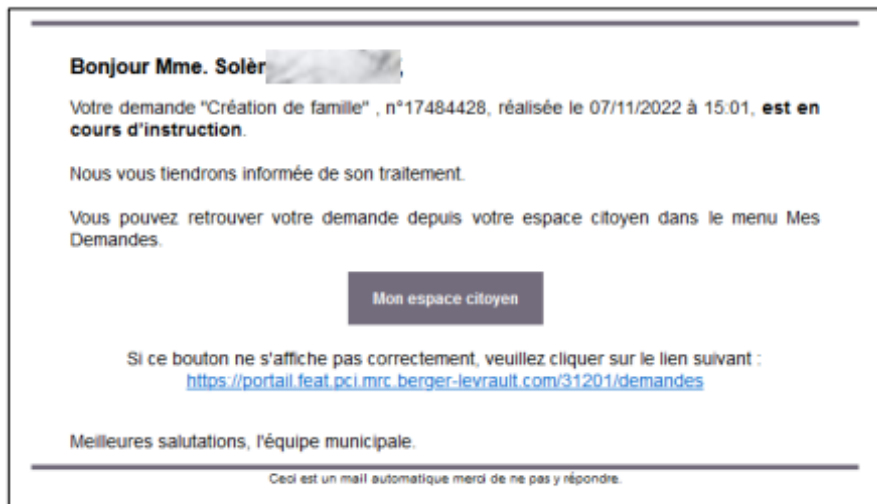 Bonjour Mme. Solèr
Votre demande "Création de famille" , n°17484428, réalisée le 07/11/2022 à 15:01, est en
cours d'instruction.
Nous vous tiendrons informée de son traitement.
Vous pouvez retrouver votre demande depuis votre espace citoyen dans le menu Mes
Demandes.
Mon espace citoyen
Si ce bouton ne s'affiche pas correctement, veuillez cliquer sur le lien suivant :
https://portail.feat.pci.mrc.berger-levrault.com/31201/demandes
Meilleures salutations, l'équipe municipale.
Ceci est un mail automatique merci de ne pas y répondre.